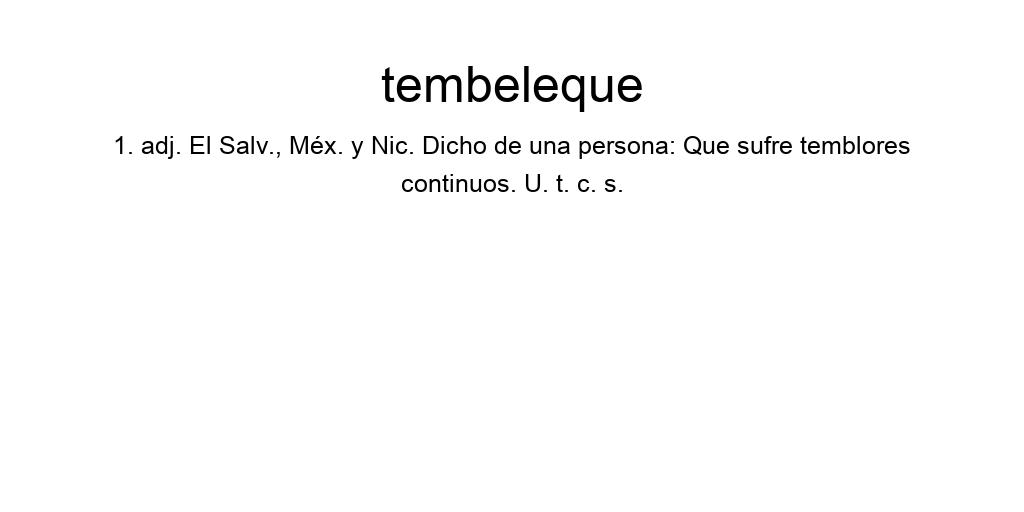 tembeleque
1. adj. El Salv., Méx. y Nic. Dicho de una persona: Que sufre temblores
continuos. U. t. c. s.